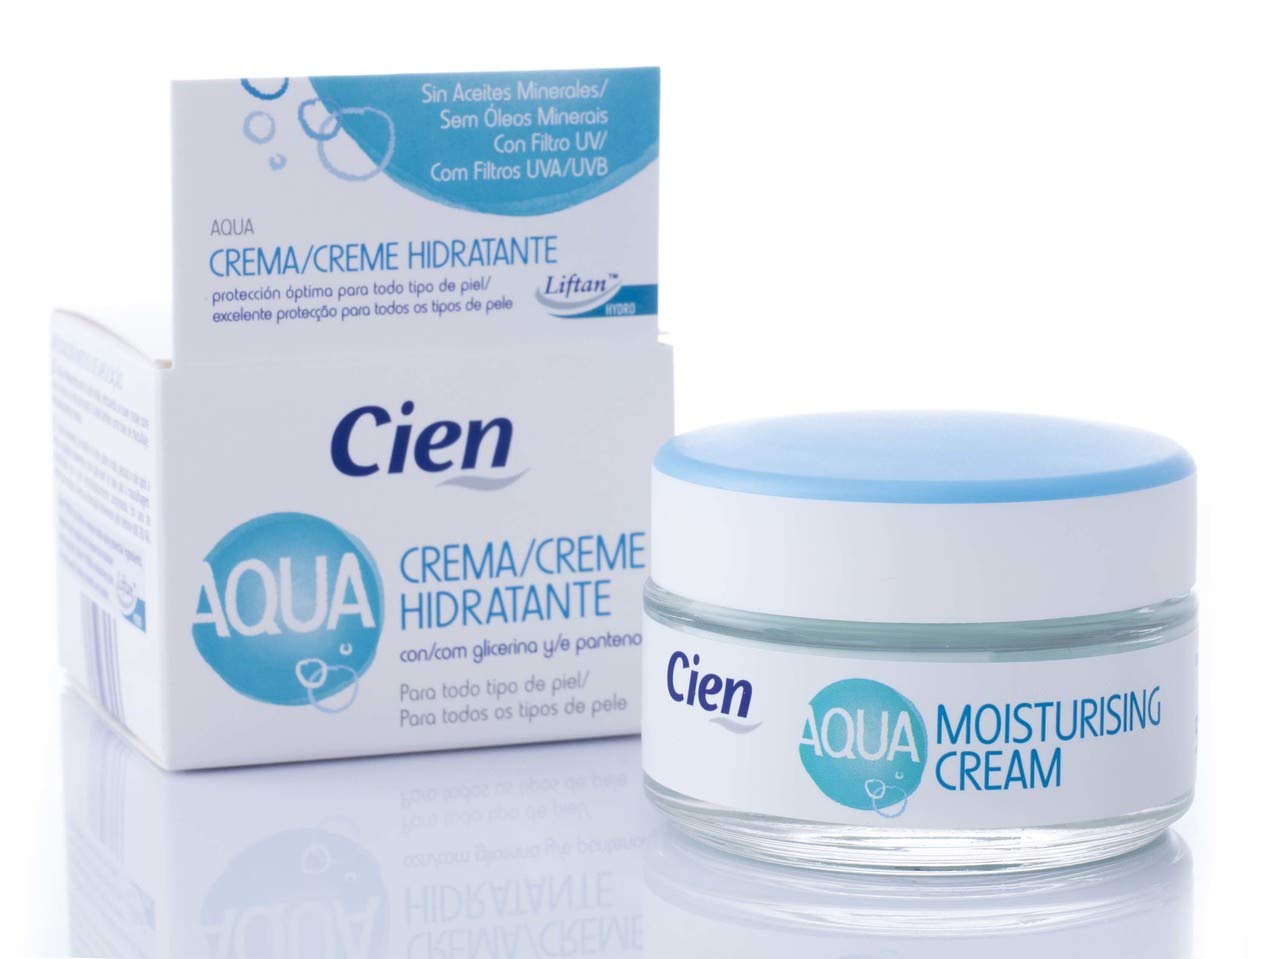 Sin Aceites Minerales/
Sem Óleos Minerais
Con Filtro UV/
Com Filtros UVA/UVB
AQUA
CREMA/CREME HIDRATANTE
protección óptima para todo tipo de piel/
excelente protecção para todos os tipos de pele
Liftan™
HYDRO
Cien
AQUA
CREMA/CREME
HIDRATANTE
con/com glicerina y/e panteno
Para todo tipo de piel/
Para todos os tipos de pele
Cien
AQUA
MOISTURISING
CREAM